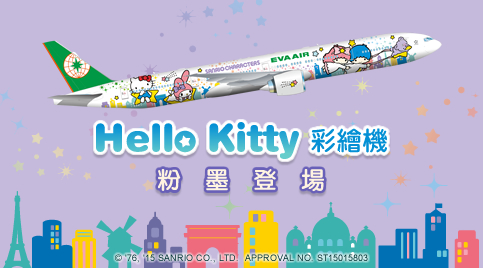 SANRIO CHARACTERS
EVA AIR
Hello Kitty 彩繪機
粉墨登場
© '76, '15 SANRIO CO., LTD. APPROVAL NO. ST15015803